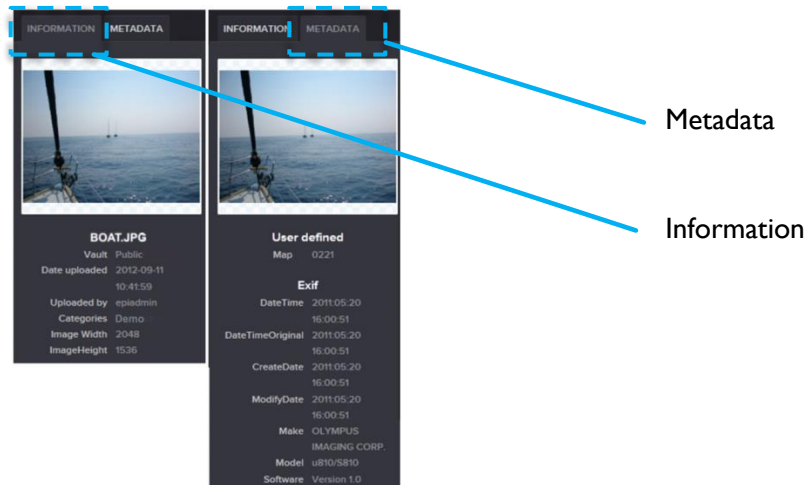 INFORMATION METADATA
BOAT.JPG
Vault Public
Date uploaded 2012-09-11
10:41:59
Uploaded by epiadmin
Categories Demo
Image Width 2048
ImageHeight 1536
INFORMATION METADATA
User defined
Map 0221
Exif
DateTime 2011:05:20
16:00:51
DateTimeOriginal 2011:05:20
16:00:51
CreateDate 2011:05:20
16:00:51
ModifyDate 2011:05:20
16:00:51
Make OLYMPUS
IMAGING CORP.
Model u810/S810
Software Version 1.0
Metadata
Information